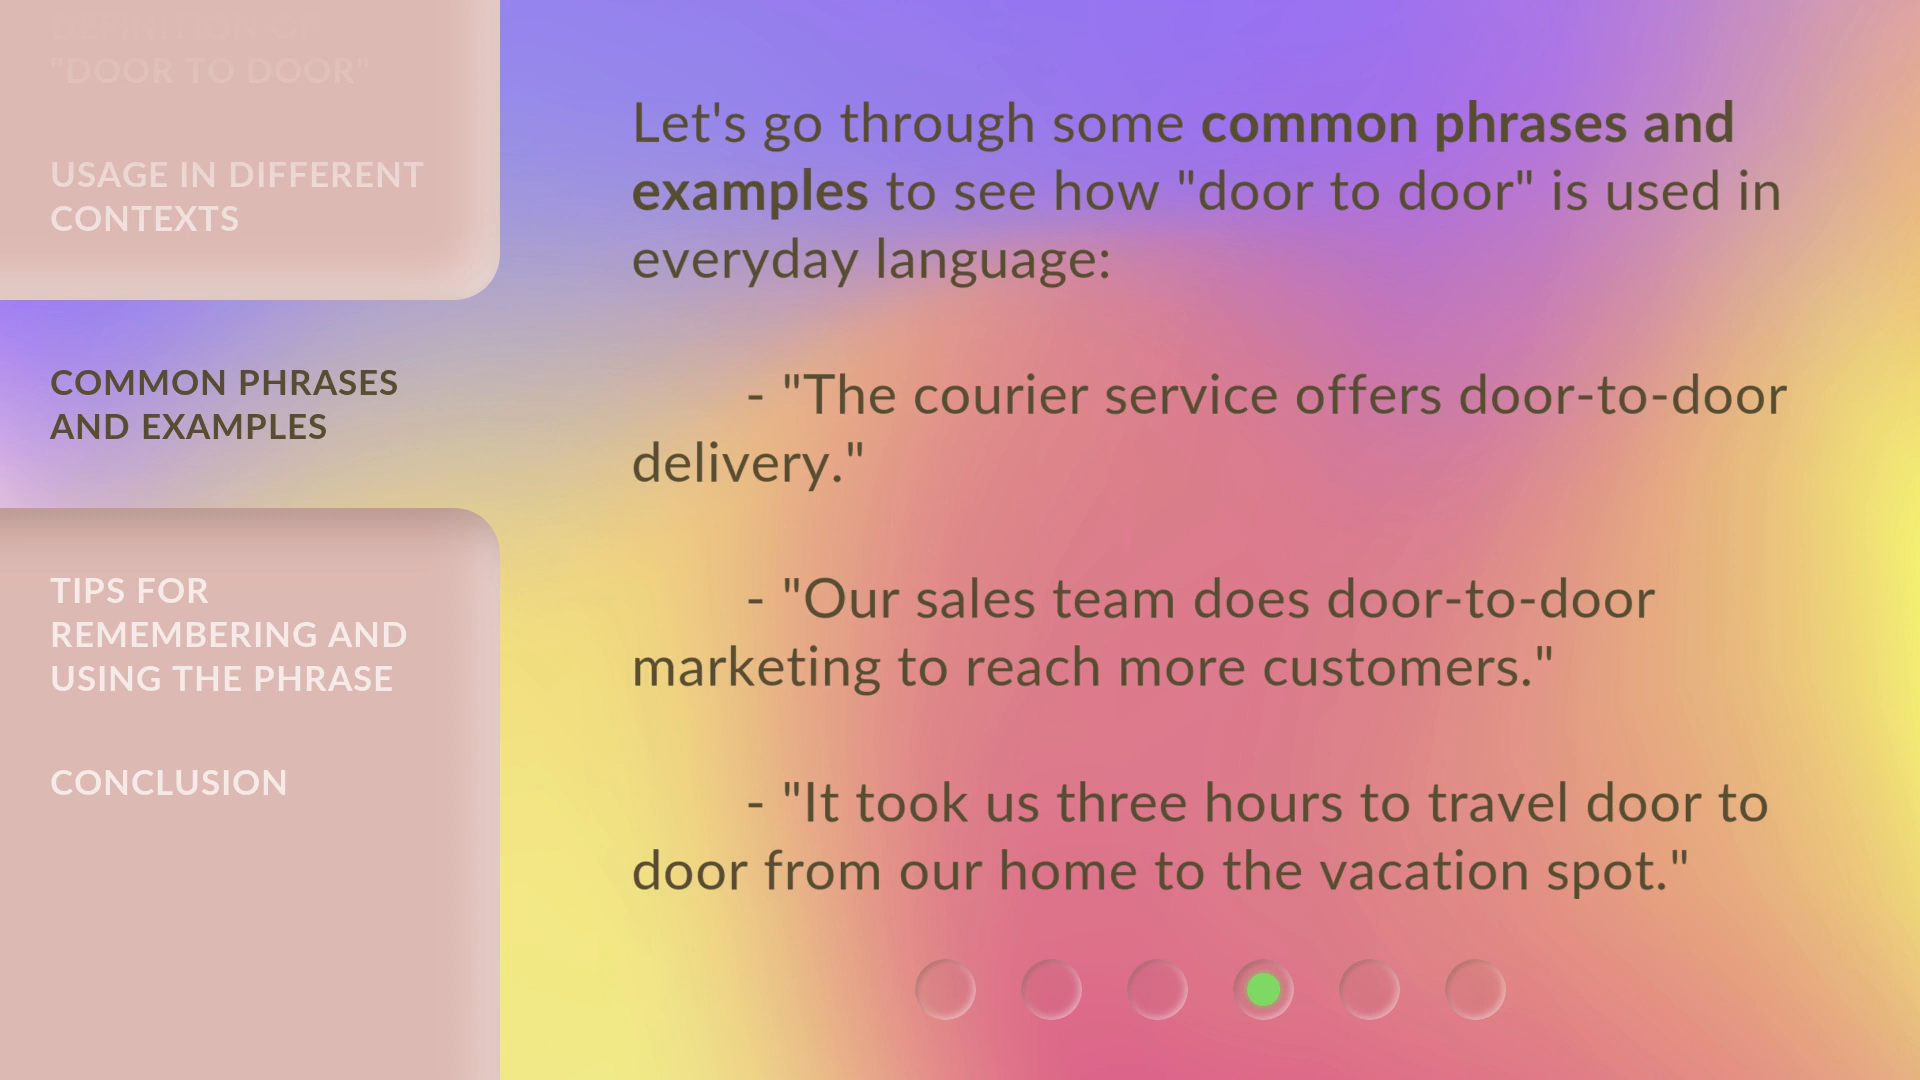 DEFINITION OF
"DOOR TO DOOR"
USAGE IN DIFFERENT
CONTEXTS
COMMON PHRASES
AND EXAMPLES
TIPS FOR
REMEMBERING AND
USING THE PHRASE
CONCLUSION
Let's go through some common phrases and
examples to see how "door to door" is used in
everyday language:
- "The courier service offers door-to-door
delivery."
- "Our sales team does door-to-door
marketing to reach more customers."
- "It took us three hours to travel door to
door from our home to the vacation spot."